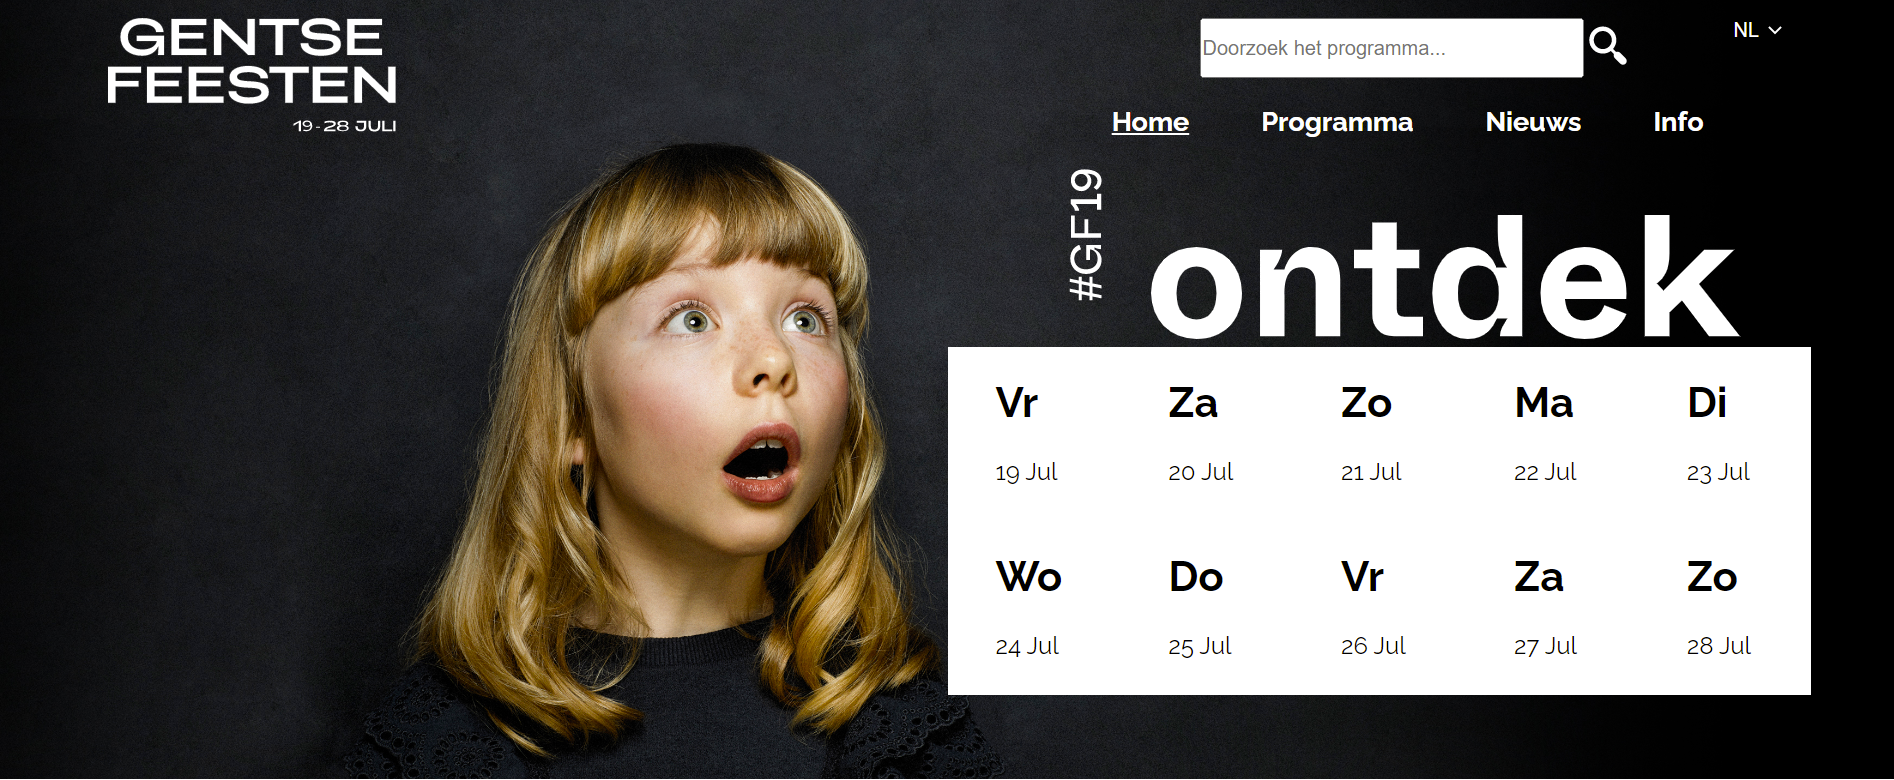 GENTSE
FEESTEN
19 - 28 JULI
Doorzoek het programma...
NL
Home Programma Nieuws Info
#GF19
ontdek
Vr Za Zo Ma Di
19 Jul 20 Jul 21 Jul 22 Jul 23 Jul
Wo Do Vr Za Zo
24 Jul 25 Jul 26 Jul 27 Jul 28 Jul